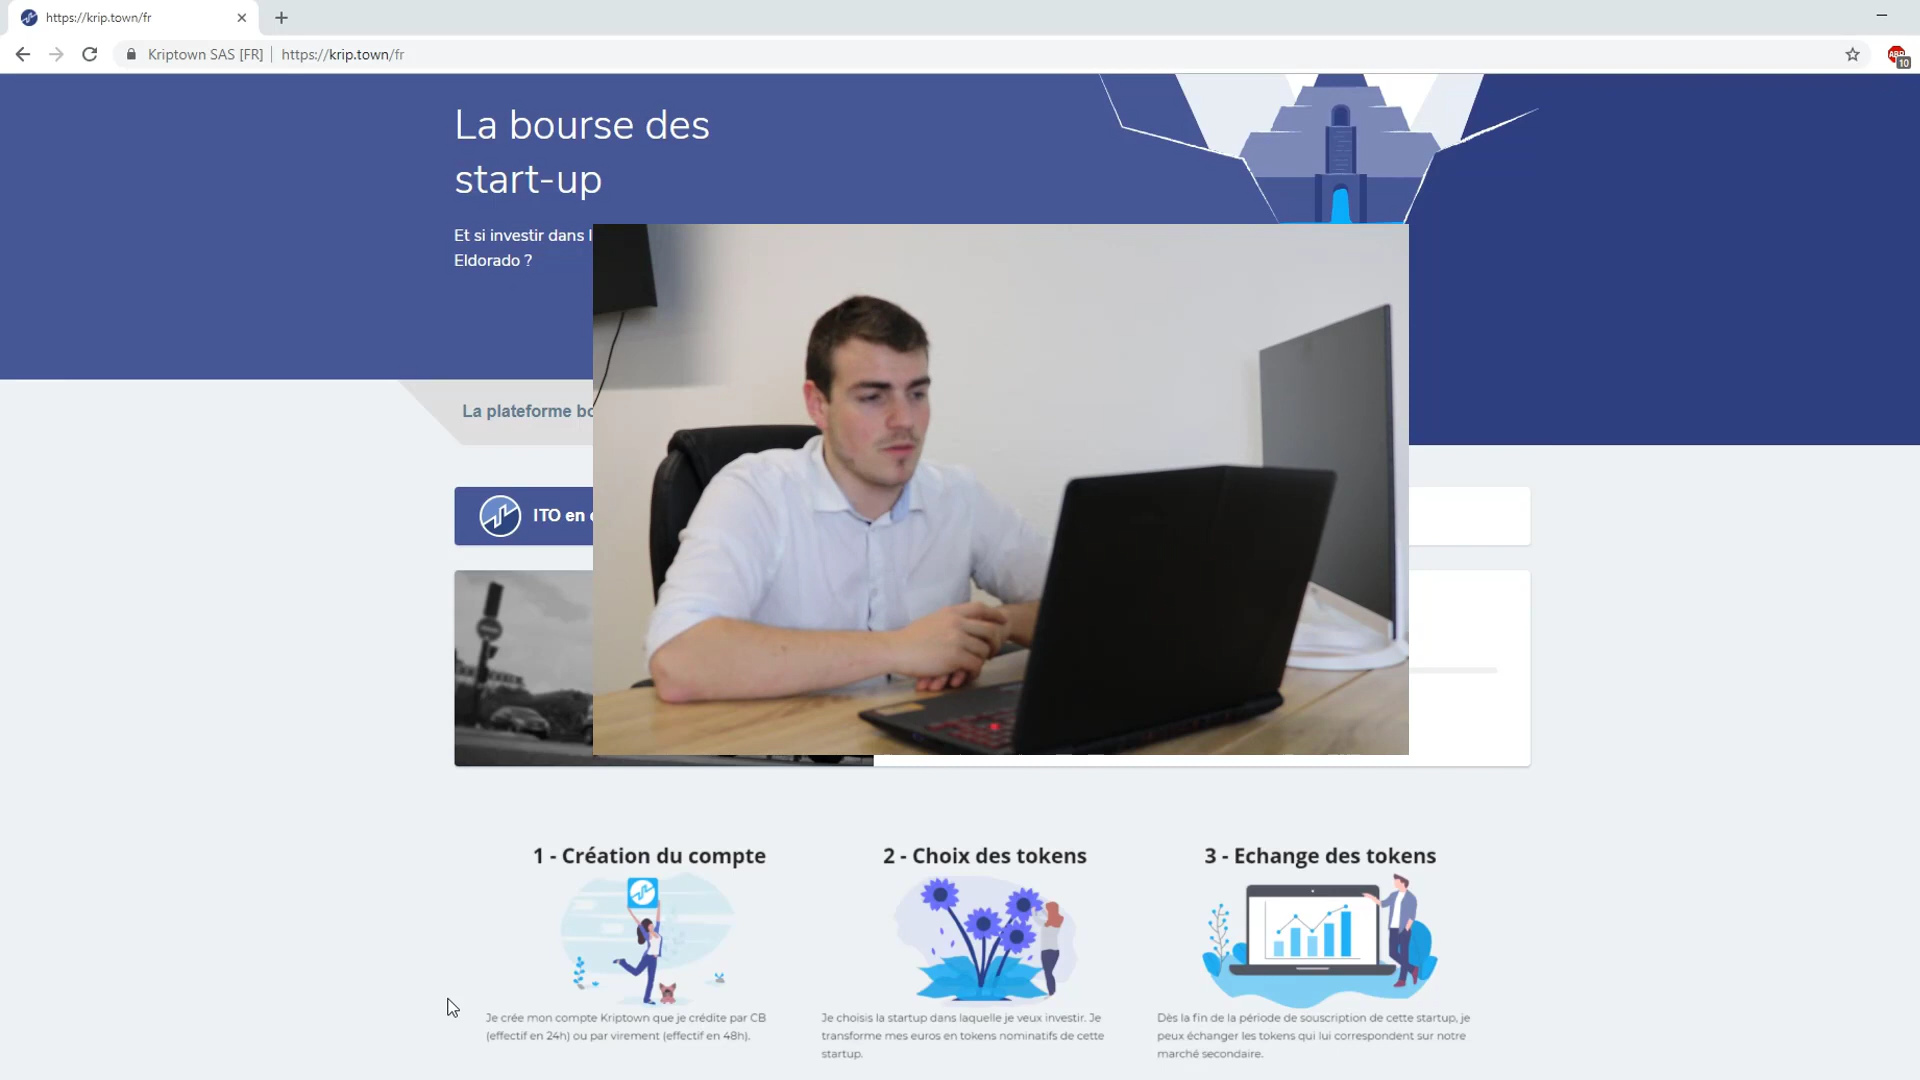 https://krip.town/fr
Kriptown SAS [FR] | https://krip.town/fr
ABP
10
La bourse des
start-up
Et si investir dans
Eldorado ?
La plateforme
ITO en
1 - Création du compte
Je crée mon compte Kriptown que je crédite par CB
(effectif en 24h) ou par virement (effectif en 48h).
2 - Choix des tokens
Je choisis la startup dans laquelle je veux investir. Je
transforme mes euros en tokens nominatifs de cette
startup.
3 - Echange des tokens
Dès la fin de la période de souscription de cette startup, je
peux échanger les tokens qui lui correspondent sur notre
marché secondaire.